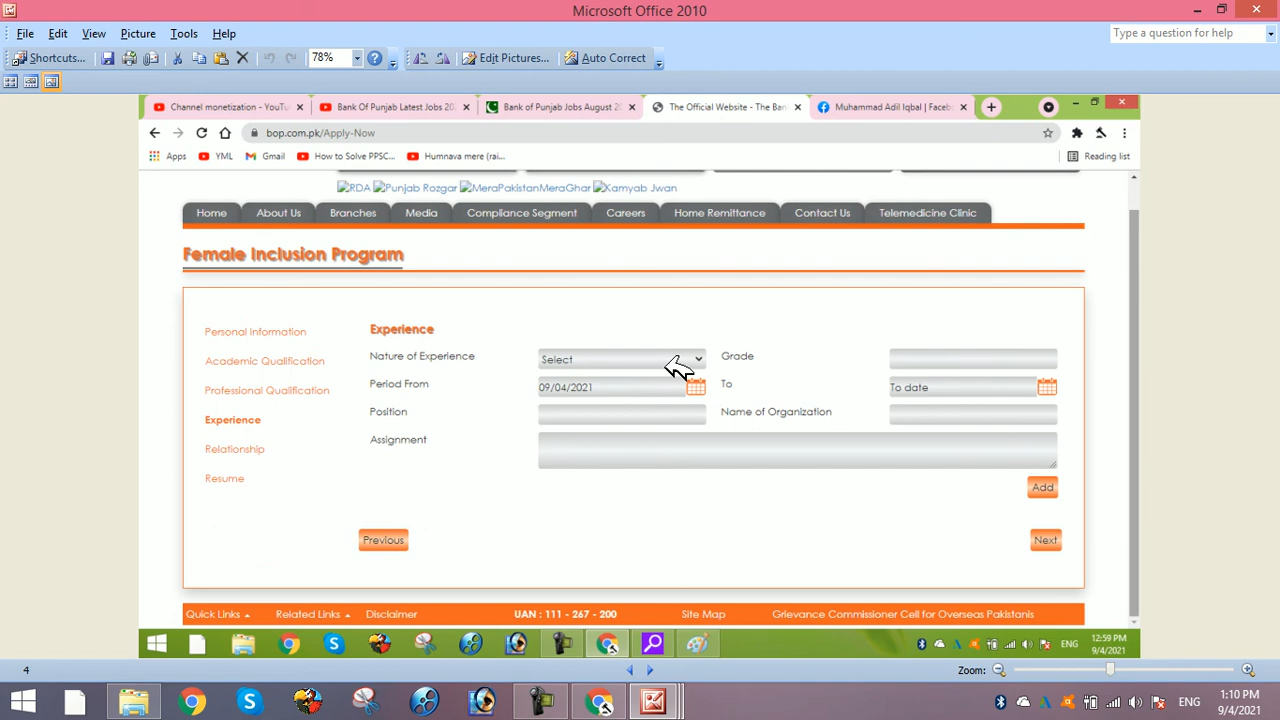 Microsoft Office 2010
File Edit View Picture Tools Help
Type a question for help
Shortcuts... 78% Edit Pictures... Auto Correct
Channel monetization - YouTu Bank Of Punjab Latest Jobs 202 Bank of Punjab Jobs August 20 The Official Website - The Ban Muhammad Adil Iqbal | Faceb
bop.com.pk/Apply-Now
Apps YML Gmail How to Solve PPSC... Humnava mere (rai... Reading list
RDA Punjab Rozgar MeraPakistanMeraGhar Kamyab Jwan
Home About Us Branches Media Compliance Segment Careers Home Remittance Contact Us Telemedicine Clinic
Female Inclusion Program
Personal Information
Academic Qualification
Professional Qualification
Experience
Relationship
Resume
Experience
Nature of Experience Select Grade
Period From 09/04/2021 To To date
Position Name of Organization
Assignment
Add
Previous Next
Quick Links Related Links Disclaimer UAN : 111 - 267 - 200 Site Map Grievance Commissioner Cell for Overseas Pakistanis
ENG 12:59 PM
9/4/2021
4 Zoom:
ENG 1:10 PM
9/4/2021